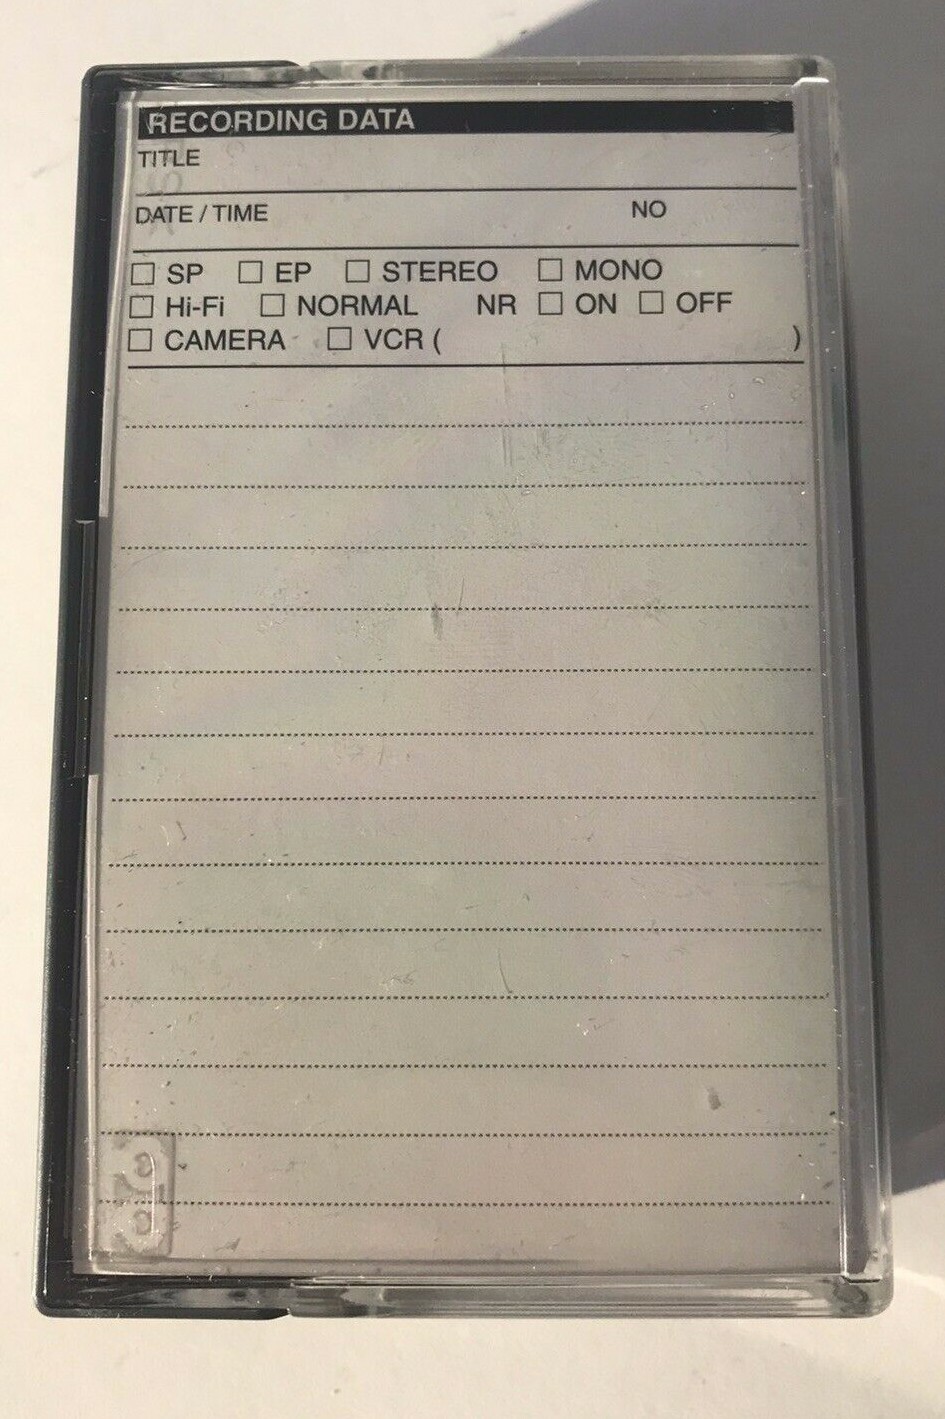 RECORDING DATA
TITLE
DATE / TIME NO
☐ SP ☐ EP ☐ STEREO ☐ MONO
☐ Hi-Fi ☐ NORMAL NR ☐ ON ☐ OFF
☐ CAMERA ☐ VCR ( )